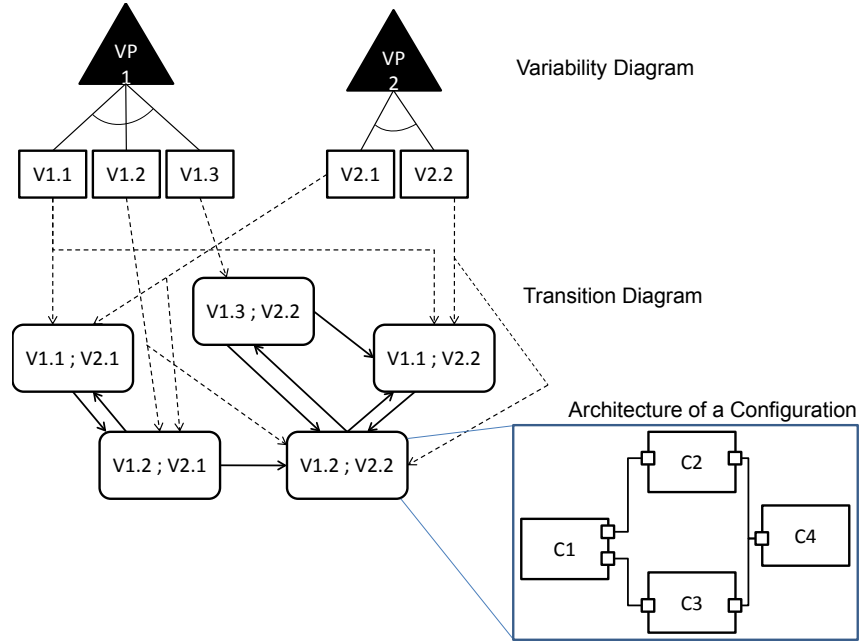 VP
1
VP
2
Variability Diagram
V1.1
V1.2
V1.3
V2.1
V2.2
Transition Diagram
V1.3 ; V2.2
V1.1 ; V2.1
V1.1 ; V2.2
Architecture of a Configuration
V1.2 ; V2.1
V1.2 ; V2.2
C2
C1
C4
C3